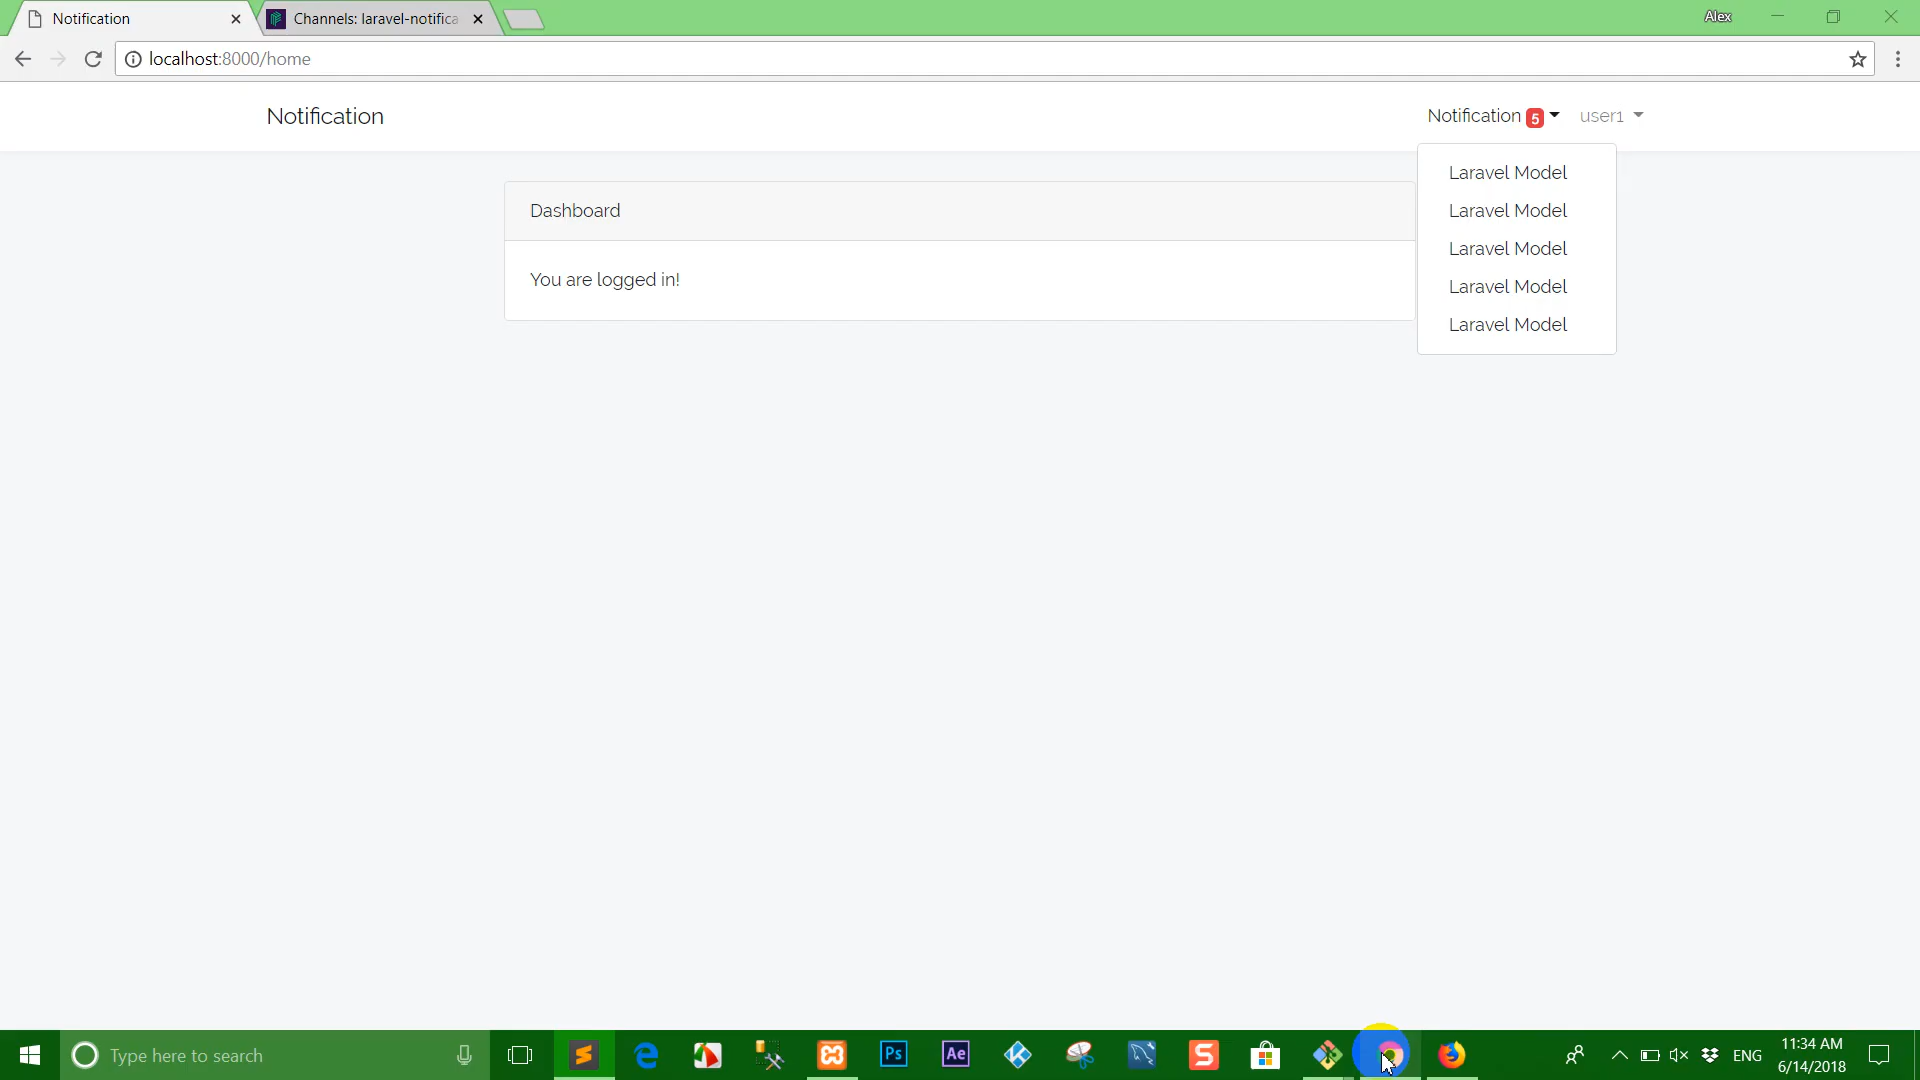 Notification
Channels: laravel-notifica
Alex
localhost:8000/home
Notification
Notification 5
user1
Laravel Model
Laravel Model
Laravel Model
Laravel Model
Laravel Model
Dashboard
You are logged in!
Type here to search
Ps
Ae
ENG
11:34 AM
6/14/2018